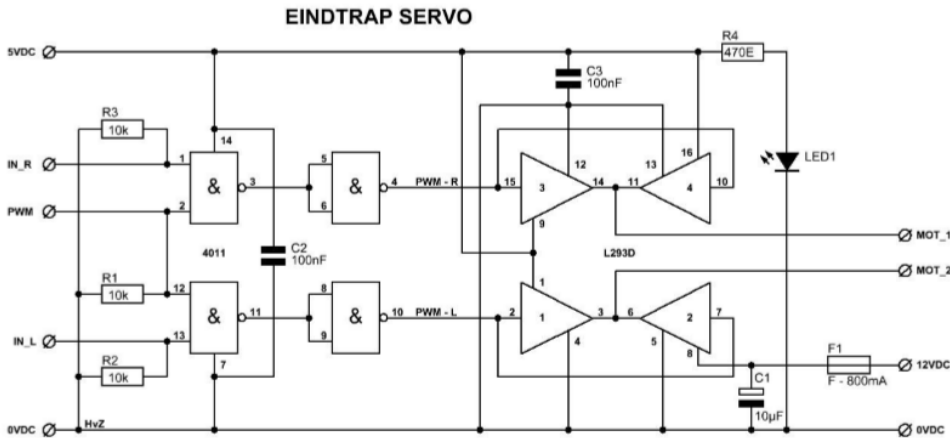 EINDTRAP SERVO
5VDC
R4
470E
C3
100nF
R3
10k
14
IN_R
1
&
3
5
6
&
4
PWM - R
15
3
12
14
13
11
16
4
10
LED1
PWM
2
9
MOT_1
4011
C2
100nF
L293D
MOT_2
R1
10k
12
&
11
8
9
&
10
PWM - L
2
1
1
3
6
2
7
IN_L
13
4
5
8
F1
12VDC
F - 800mA
R2
10k
7
C1
10µF
0VDC
HvZ
0VDC